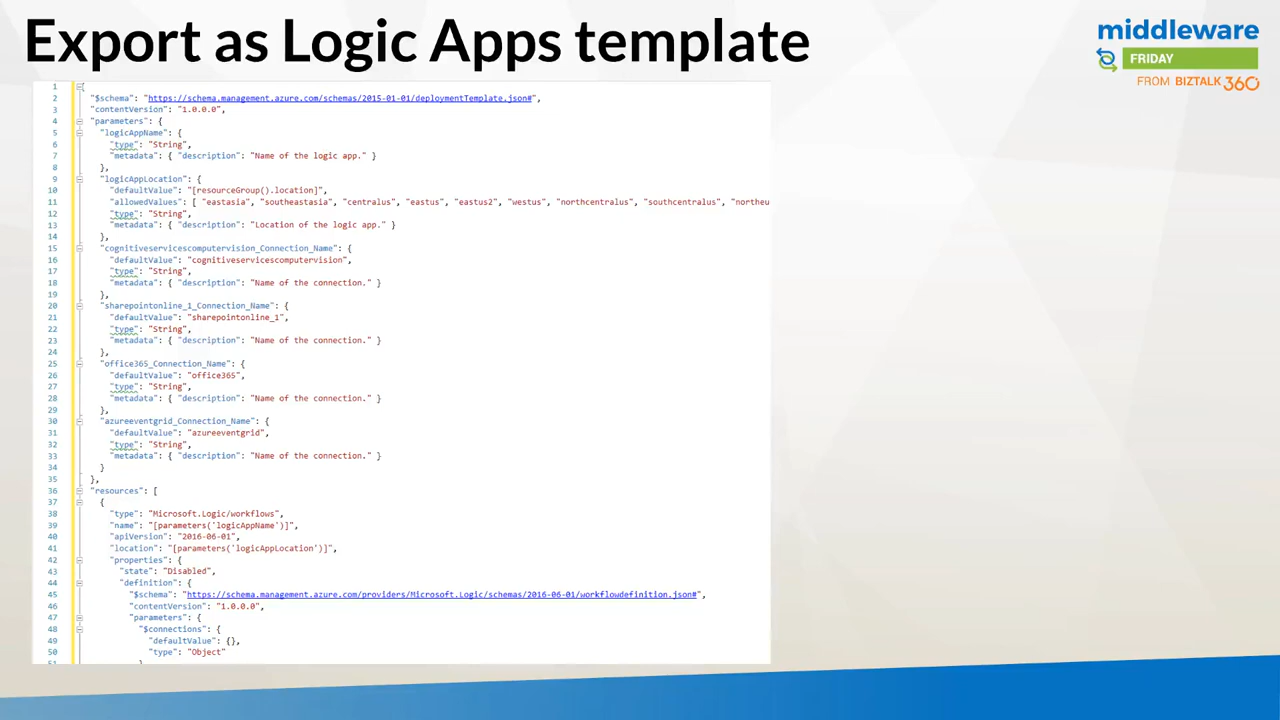 Export as Logic Apps template
middleware
FRIDAY
FROM BIZTALK360
1 {
2 "$schema": "https://schema.management.azure.com/schemas/2015-01-01/deploymentTemplate.json#",
3 "contentVersion": "1.0.0.0",
4 "parameters": {
5 "logicAppName": {
6 "type": "String",
7 "metadata": { "description": "Name of the logic app." }
8 },
9 "logicAppLocation": {
10 "defaultValue": "[resourceGroup().location]",
11 "allowedValues": [ "eastasia", "southeastasia", "centralus", "eastus", "eastus2", "westus", "northcentralus", "southcentralus", "northeu
12 "type": "String",
13 "metadata": { "description": "Location of the logic app." }
14 },
15 "cognitiveservicescomputervision_Connection_Name": {
16 "defaultValue": "cognitiveservicescomputervision",
17 "type": "String",
18 "metadata": { "description": "Name of the connection." }
19 },
20 "sharepointonline_1_Connection_Name": {
21 "defaultValue": "sharepointonline_1",
22 "type": "String",
23 "metadata": { "description": "Name of the connection." }
24 },
25 "office365_Connection_Name": {
26 "defaultValue": "office365",
27 "type": "String",
28 "metadata": { "description": "Name of the connection." }
29 },
30 "azureeventgrid_Connection_Name": {
31 "defaultValue": "azureeventgrid",
32 "type": "String",
33 "metadata": { "description": "Name of the connection." }
34 }
35 },
36 "resources": [
37 {
38 "type": "Microsoft.Logic/workflows",
39 "name": "[parameters('logicAppName')]",
40 "apiVersion": "2016-06-01",
41 "location": "[parameters('logicAppLocation')]",
42 "properties": {
43 "state": "Disabled",
44 "definition": {
45 "$schema": "https://schema.management.azure.com/providers/Microsoft.Logic/schemas/2016-06-01/workflowdefinition.json#",
46 "contentVersion": "1.0.0.0",
47 "parameters": {
48 "$connections": {
49 "defaultValue": {},
50 "type": "Object"
51 }